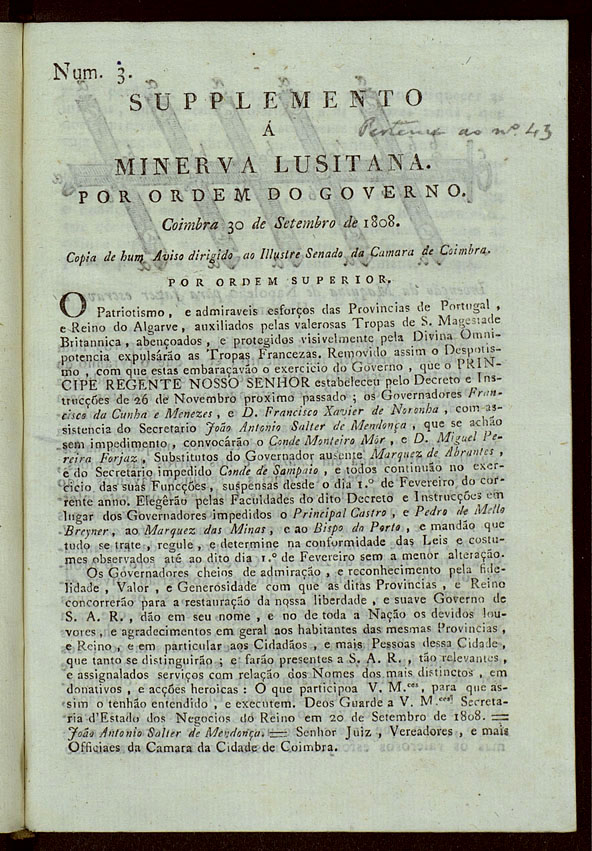 Num. 3.
SUPPLEMENTO
Á
Pertence ao nº 43
MINERVA LUSITANA.
POR ORDEM DO GOVERNO.
Coimbra 30 de Setembro de 1808.
Copia de hum Aviso dirigido ao Illustre Senado da Camara de Coimbra.
POR ORDEM SUPERIOR.
O Patriotismo, e admiraveis esforços das Provincias de Portugal,
e Reino do Algarve, auxiliados pelas valerosas Tropas de S. Magestade
Britannica, abençoados, e protegidos visivelmente pela Divina Omni-
potencia expulsárão as Tropas Francezas. Removido assim o Despotis-
mo, com que estas embaraçavão o exercicio do Governo, que o PRIN-
CIPE REGENTE NOSSO SENHOR estabeleceu pelo Decreto e Ins-
trucções de 26 de Novembro proximo passado; os Governadores Fran-
cisco da Cunha e Menezes, e D. Francisco Xavier de Noronha, com as-
sistencia do Secretario João Antonio Salter de Mendonça, que se achão
sem impedimento, convocárão o Conde Monteiro Mór, e D. Miguel Pe-
reira Forjaz, Substitutos do Governador ausente Marquez de Abrantes,
e do Secretario impedido Conde de Sampaio, e todos continuão no exer-
cicio das suas Funcções, suspensas desde o dia 1.º de Fevereiro do cor-
rente anno. Elegêrão pelas Faculdades do dito Decreto e Instrucções em
lugar dos Governadores impedidos o Principal Castro, e Pedro de Mello
Breyner, ao Marquez das Minas, e ao Bispo do Porto, e mandão que
tudo se trate, regule, e determine na conformidade das Leis e costu-
mes observados até ao dito dia 1.º de Fevereiro sem a menor alteração.
Os Governadores cheios de admiração, e reconhecimento pela fide-
lidade, Valor, e Generosidade com que as ditas Provincias, e Reino
concorrerão para a restauração da nossa liberdade, e suave Governo de
S. A. R., dão em seu nome, e no de toda a Nação os devidos lou-
vores, e agradecimentos em geral aos habitantes das mesmas Provincias,
e Reino, e em particular aos Cidadãos, e mais Pessoas dessa Cidade,
que tanto se distinguirão; e farão presentes a S. A. R., tão relevantes,
e assignalados serviços com relação dos Nomes dos mais distinctos, em
donativos, e acções heroicas: O que participoa V. M.ces, para que as-
sim o tenhão entendido, e executem. Deos Guarde a V. M.ces Secreta-
ria d'Estado dos Negocios do Reino em 20 de Setembro de 1808. =
João Antonio Salter de Mendonça. = Senhor Juiz, Vereadores, e mais
Officiaes da Camara da Cidade de Coimbra.